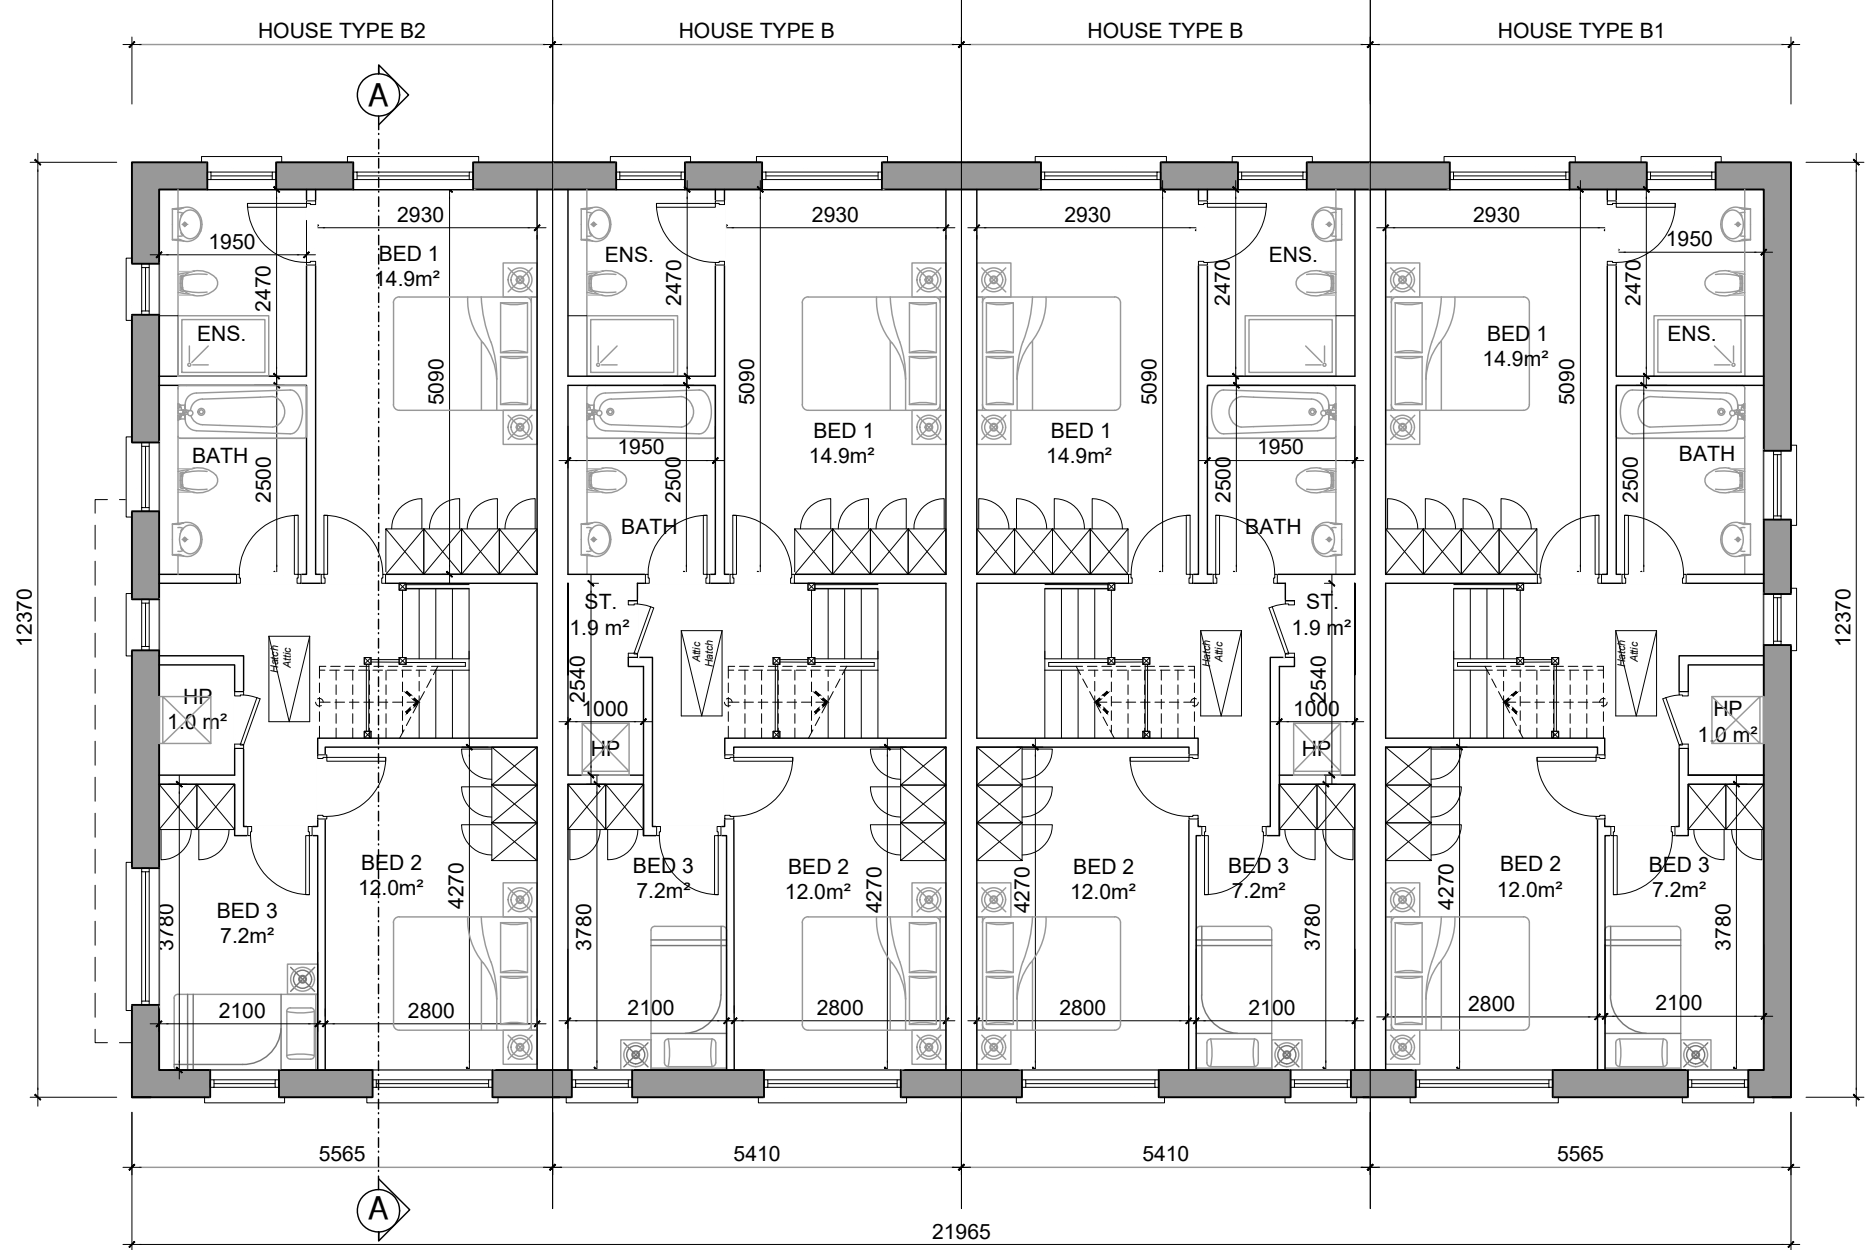 HOUSE TYPE B2
HOUSE TYPE B
HOUSE TYPE B
HOUSE TYPE B1
A
12370
1950
2930
BED 1
14.9m²
2470
ENS.
5090
BATH
2500
Hatch
Attic
HP
1.0 m²
3780
BED 3
7.2m²
BED 2
12.0m²
4270
2100
2800
2930
ENS.
2470
5090
BED 1
14.9m²
1950
2500
BATH
ST.
1.9 m²
Attic
Hatch
2540
1000
HP
BED 3
7.2m²
BED 2
12.0m²
4270
3780
2100
2800
2930
ENS.
2470
5090
BED 1
14.9m²
1950
2500
BATH
ST.
1.9 m²
Hatch
Attic
2540
1000
HP
BED 2
12.0m²
4270
BED 3
7.2m²
3780
2800
2100
2930
1950
2470
BED 1
14.9m²
ENS.
5090
BATH
2500
Hatch
Attic
HP
1.0 m²
BED 2
12.0m²
4270
BED 3
7.2m²
3780
2800
2100
12370
5565
5410
5410
5565
A
21965